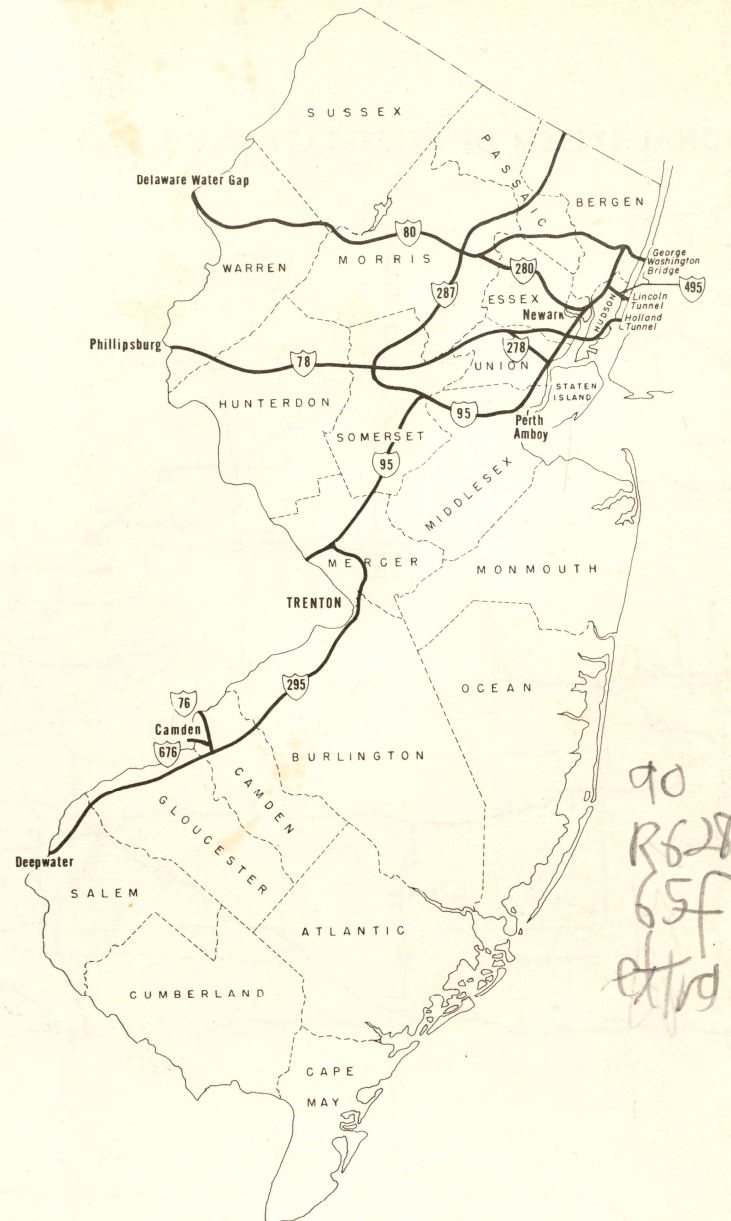 IONAL
SUSSEX
PASSAIC
Delaware Water Gap
BERGEN
80
MORRIS
WARREN
280
George
Washington
Bridge
495
287
ESSEX
HUDSON
Lincoln
Tunnel
Newark
Holland
Tunnel
Phillipsburg
278
78
UNION
STATEN
ISLAND
HUNTERDON
95
Perth
Amboy
SOMERSET
95
MIDDLESEX
MERCER
MONMOUTH
TRENTON
295
OCEAN
76
Camden
676
BURLINGTON
CAMDEN
GLOUCESTER
90
R628
65f
Deepwater
SALEM
ATLANTIC
CUMBERLAND
CAPE
MAY